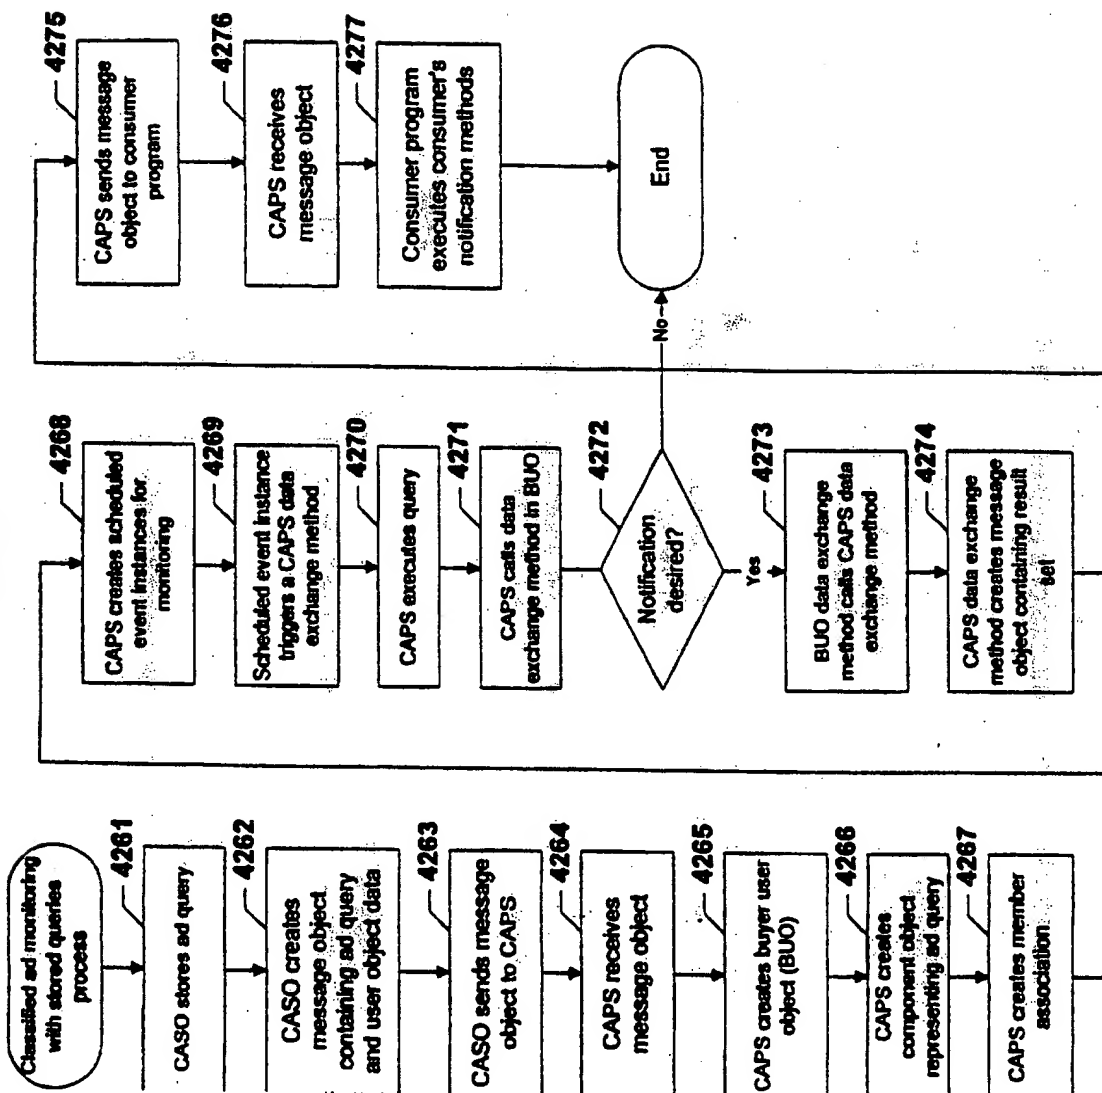 Classified ad monitoring
with stored queries
process
4261
CASO stores ad query
4262
CASO creates
message object
containing ad query
and user object data
4263
CASO sends message
object to CAPS
4264
CAPS receives
message object
4265
CAPS creates buyer user
object (BUO)
4266
CAPS creates
component object
representing ad query
4267
CAPS creates member
association
4268
CAPS creates scheduled
event instances for
monitoring
4269
Scheduled event instance
triggers a CAPS data
exchange method
4270
CAPS executes query
4271
CAPS calls data
exchange method in BUO
4272
Notification
desired?
No
Yes
4273
BUO data exchange
method calls CAPS data
exchange method
4274
CAPS data exchange
method creates message
object containing result
set
4275
CAPS sends message
object to consumer
program
4276
CAPS receives
message object
4277
Consumer program
executes consumer's
notification methods
End